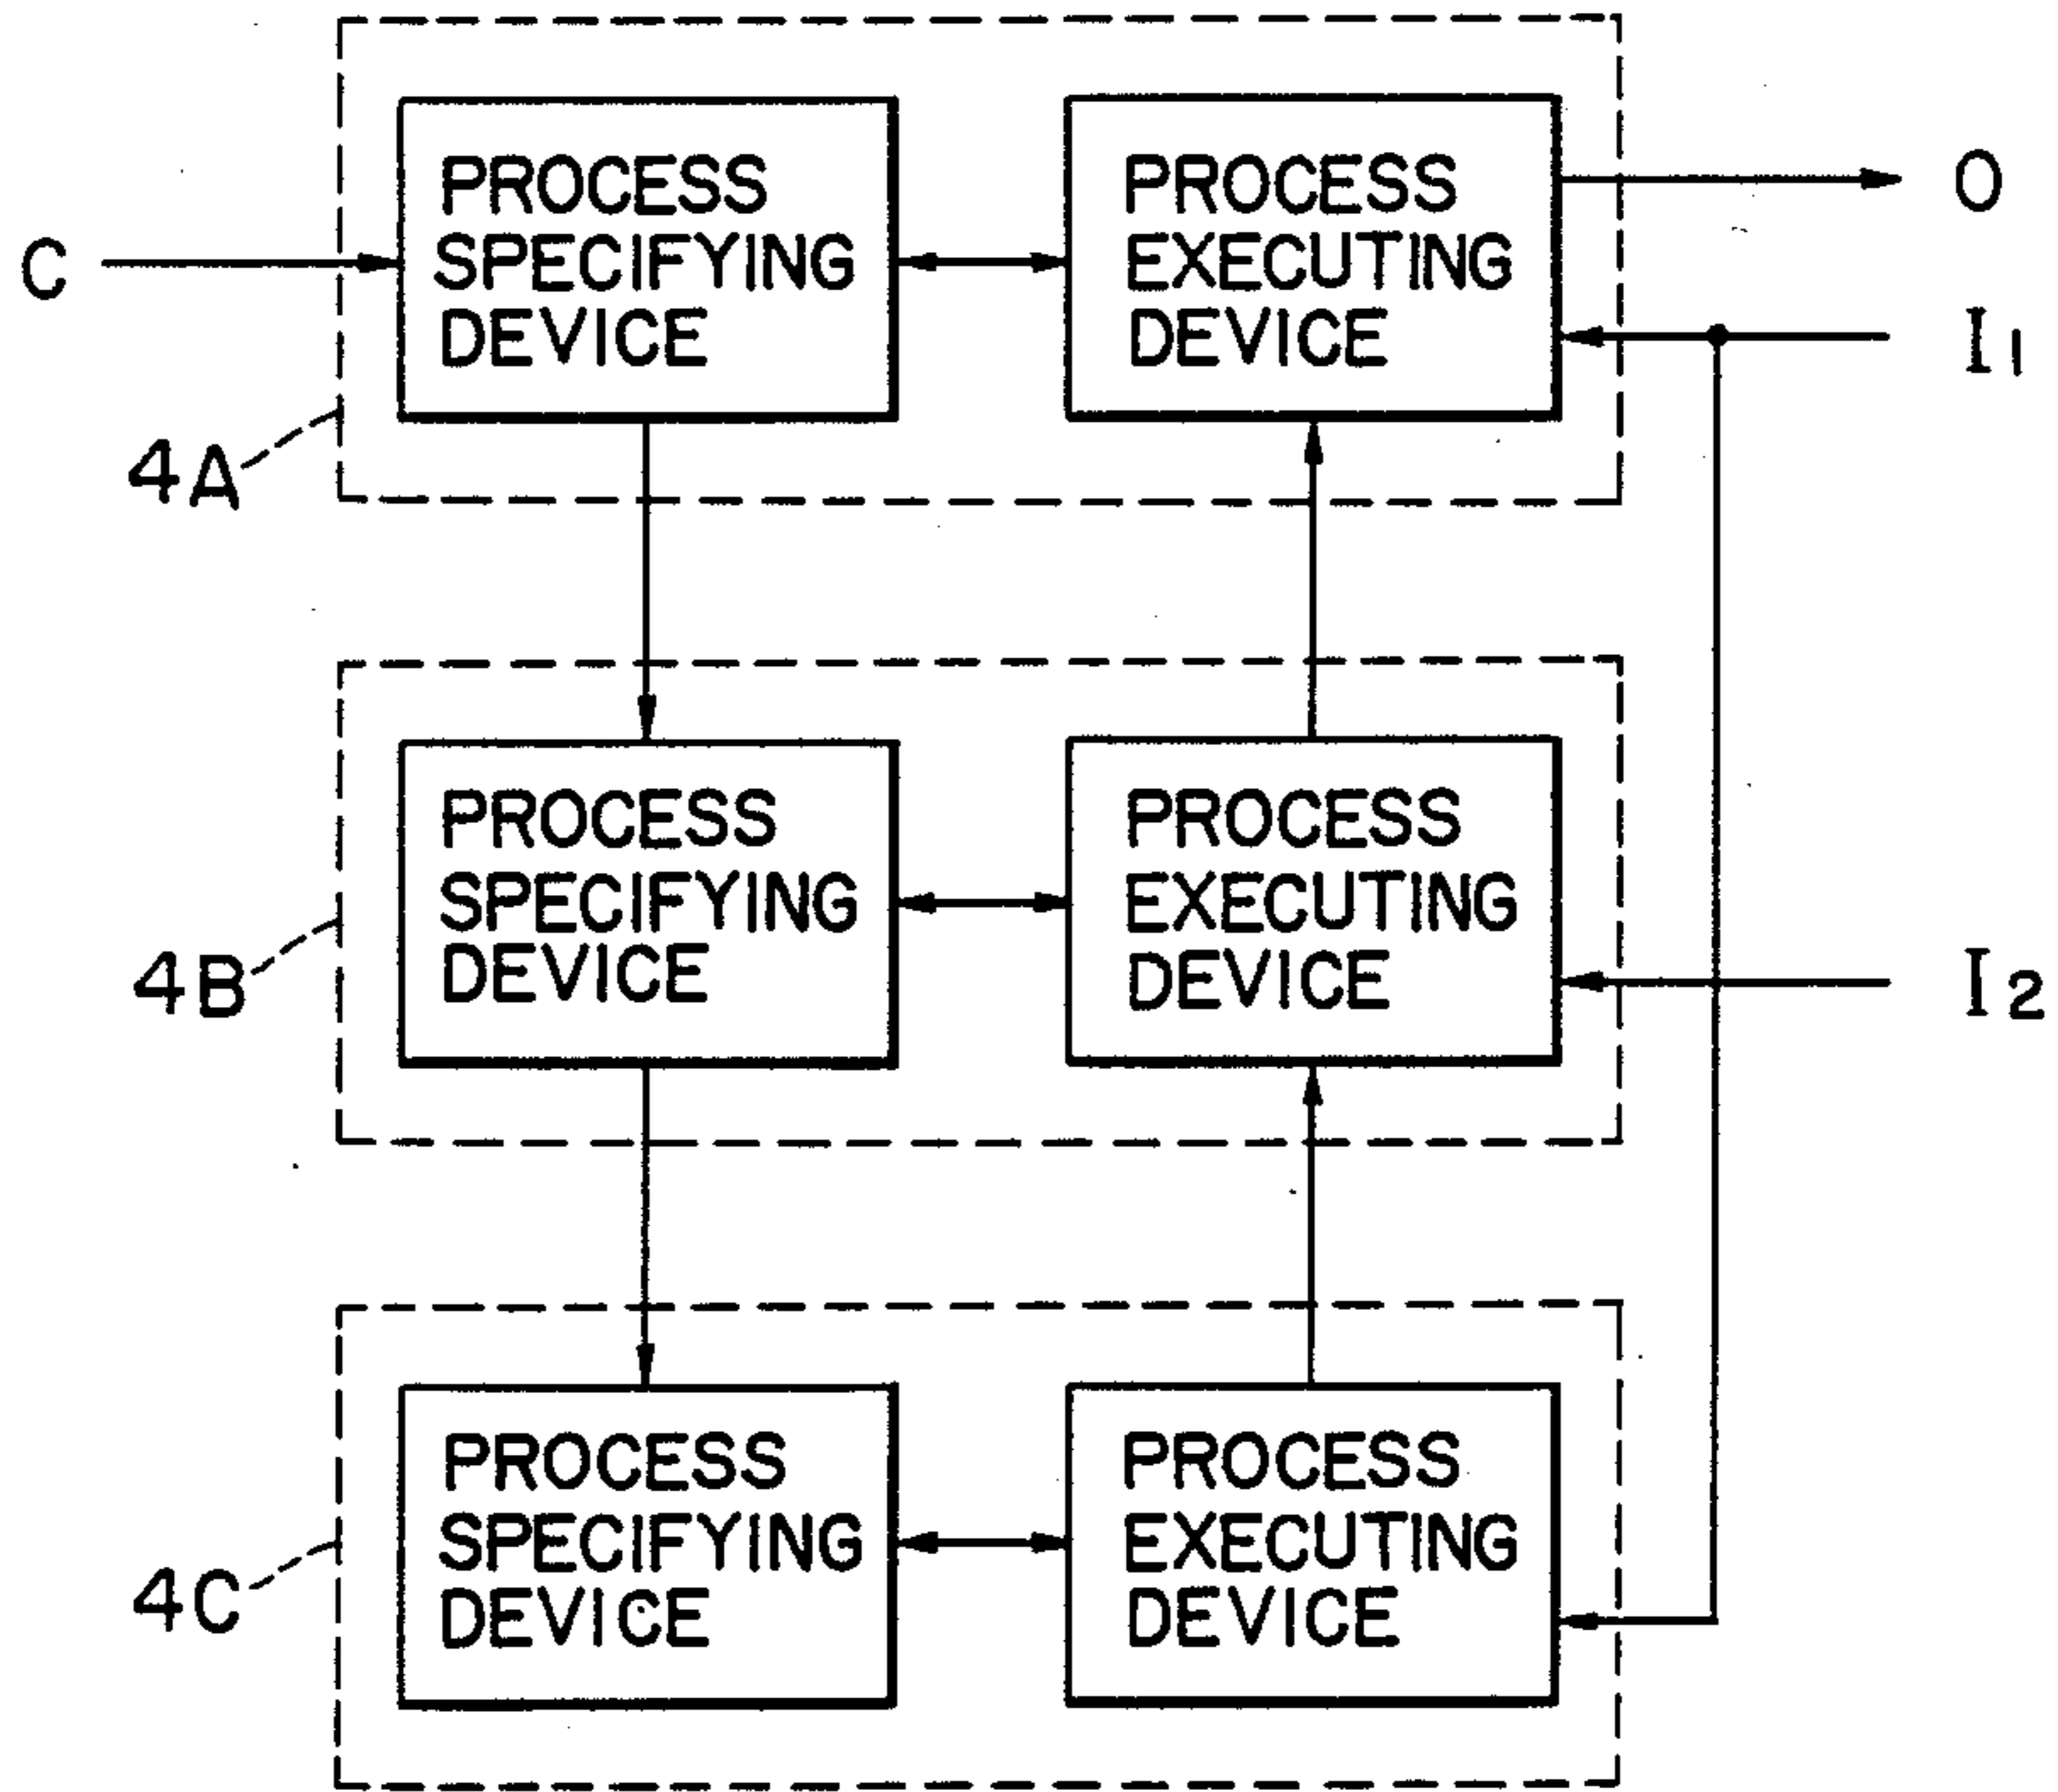 PROCESS
SPECIFYING
DEVICE
PROCESS
EXECUTING
DEVICE
O
C
I1
4A
PROCESS
SPECIFYING
DEVICE
PROCESS
EXECUTING
DEVICE
4B
I2
PROCESS
SPECIFYING
DEVICE
PROCESS
EXECUTING
DEVICE
4C